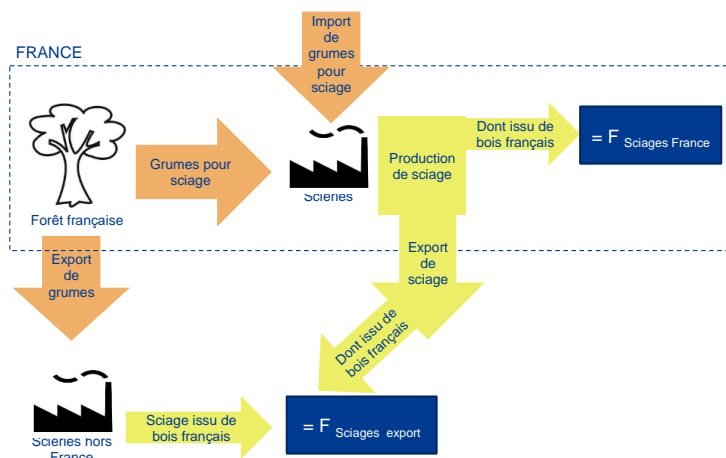 Import
de
grumes
pour
sciage
FRANCE
Grumes pour
sciage
Scieries
Production
de sciage
Dont issu de
bois français
= F Sciages France
Forêt française
Export
de
grumes
Export
de
sciage
Dont issu de
bois français
Scieries hors
France
Sciage issu de
bois français
= F Sciages export